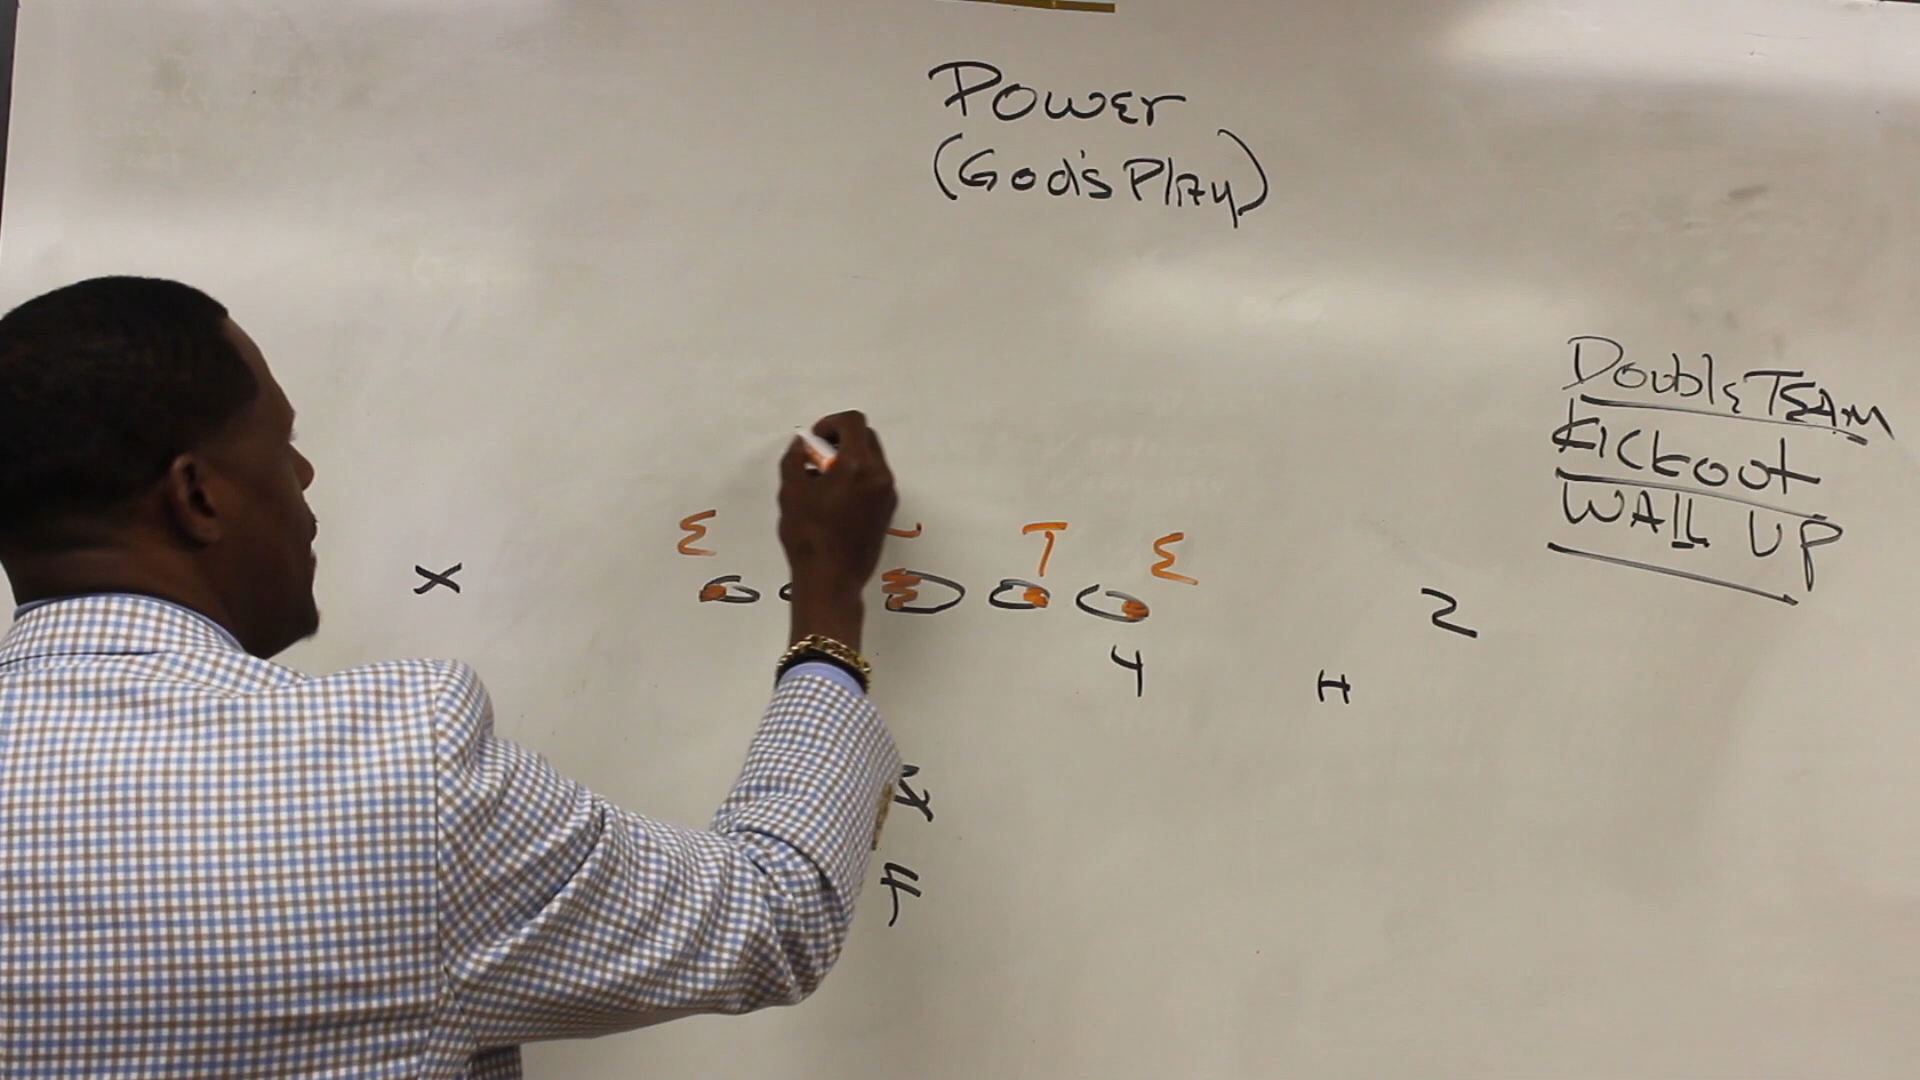 Power
(God's Play)
Double TEAM
Kickout
WALL UP
E T E
X Z
Y H